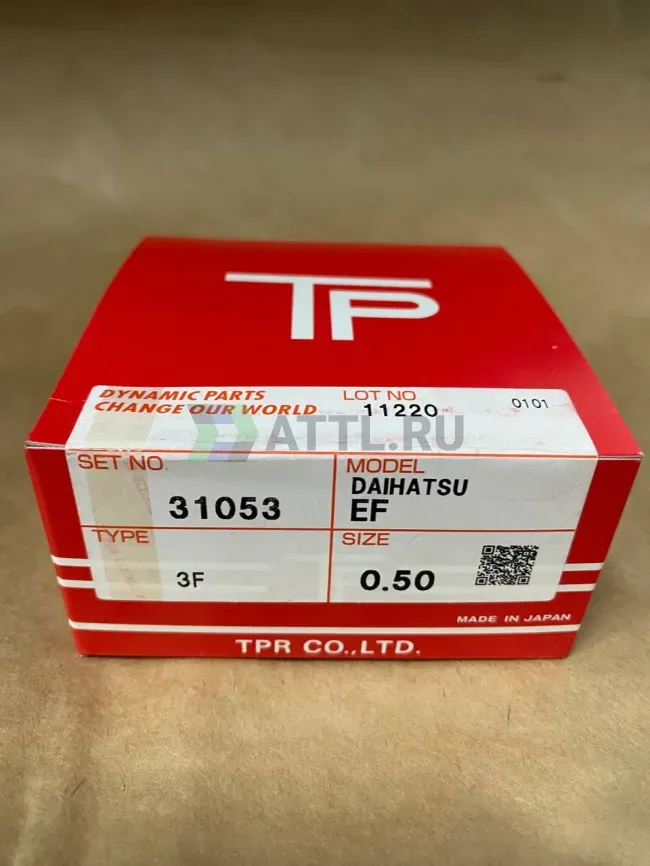 TP
DYNAMIC PARTS
CHANGE OUR WORLD
LOT NO
11220
0101
ATTL.RU
SET NO.
31053
MODEL
DAIHATSU
EF
TYPE
3F
SIZE
0.50
MADE IN JAPAN
TPR CO.,LTD.